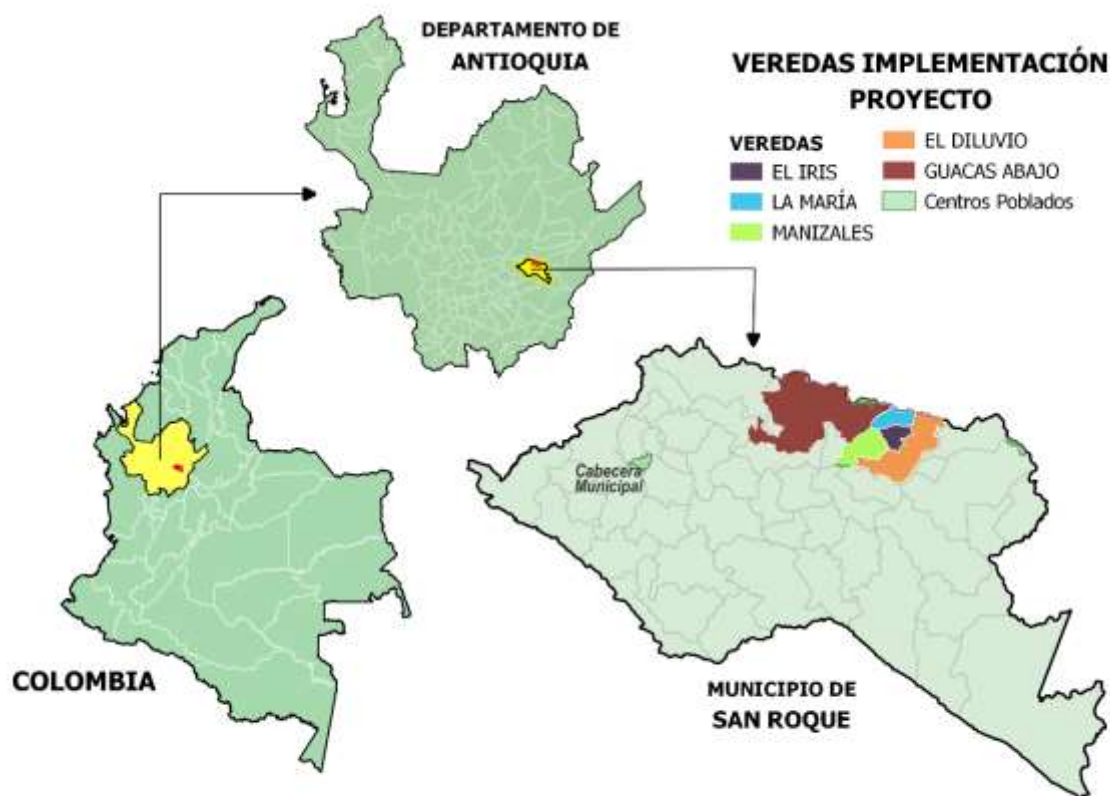 DEPARTAMENTO DE
ANTIOQUIA
VEREDAS IMPLEMENTACIÓN
PROYECTO
VEREDAS
EL IRIS
LA MARÍA
MANIZALES
EL DILUVIO
GUACAS ABAJO
Centros Poblados
Cabecera
Municipal
COLOMBIA
MUNICIPIO DE
SAN ROQUE